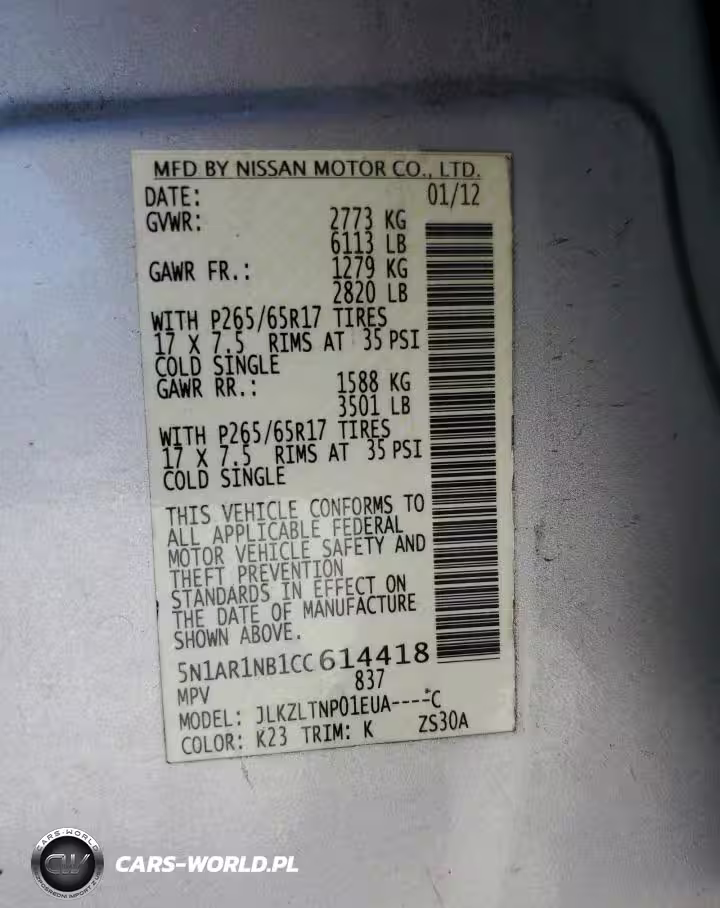 MFD BY NISSAN MOTOR CO., LTD.
DATE: 01/12
GVWR: 2773 KG
6113 LB
GAWR FR.: 1279 KG
2820 LB
WITH P265/65R17 TIRES
17 X 7.5 RIMS AT 35 PSI
COLD SINGLE
GAWR RR.: 1588 KG
3501 LB
WITH P265/65R17 TIRES
17 X 7.5 RIMS AT 35 PSI
COLD SINGLE
THIS VEHICLE CONFORMS TO
ALL APPLICABLE FEDERAL
MOTOR VEHICLE SAFETY AND
THEFT PREVENTION
STANDARDS IN EFFECT ON
THE DATE OF MANUFACTURE
SHOWN ABOVE.
5N1AR1NB1CC614418
MPV 837
MODEL: JLKZLTNP01EUA----*C
COLOR: K23 TRIM: K ZS30A
CARS-WORLD
CW
CARS-WORLD.PL